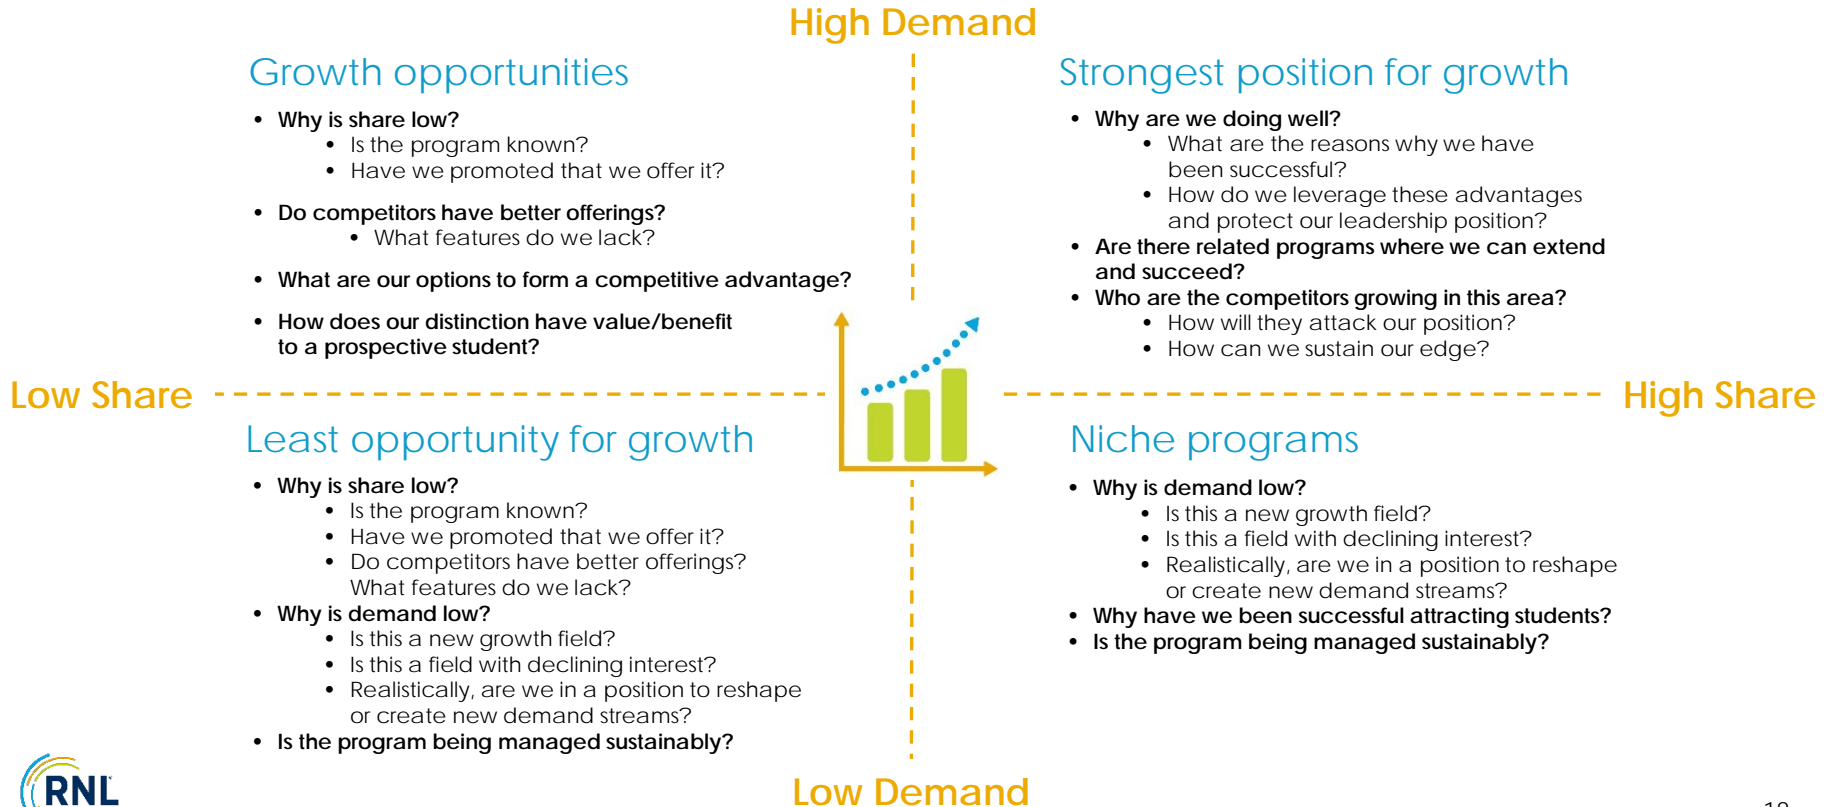 High Demand
Growth opportunities
• Why is share low?
• Is the program known?
• Have we promoted that we offer it?
• Do competitors have better offerings?
• What features do we lack?
• What are our options to form a competitive advantage?
• How does our distinction have value/benefit
to a prospective student?
Strongest position for growth
• Why are we doing well?
• What are the reasons why we have
been successful?
• How do we leverage these advantages
and protect our leadership position?
• Are there related programs where we can extend
and succeed?
• Who are the competitors growing in this area?
• How will they attack our position?
• How can we sustain our edge?
Low Share
High Share
Least opportunity for growth
• Why is share low?
• Is the program known?
• Have we promoted that we offer it?
• Do competitors have better offerings?
What features do we lack?
• Why is demand low?
• Is this a new growth field?
• Is this a field with declining interest?
• Realistically, are we in a position to reshape
or create new demand streams?
• Is the program being managed sustainably?
Niche programs
• Why is demand low?
• Is this a new growth field?
• Is this a field with declining interest?
• Realistically, are we in a position to reshape
or create new demand streams?
• Why have we been successful attracting students?
• Is the program being managed sustainably?
RNL
Low Demand